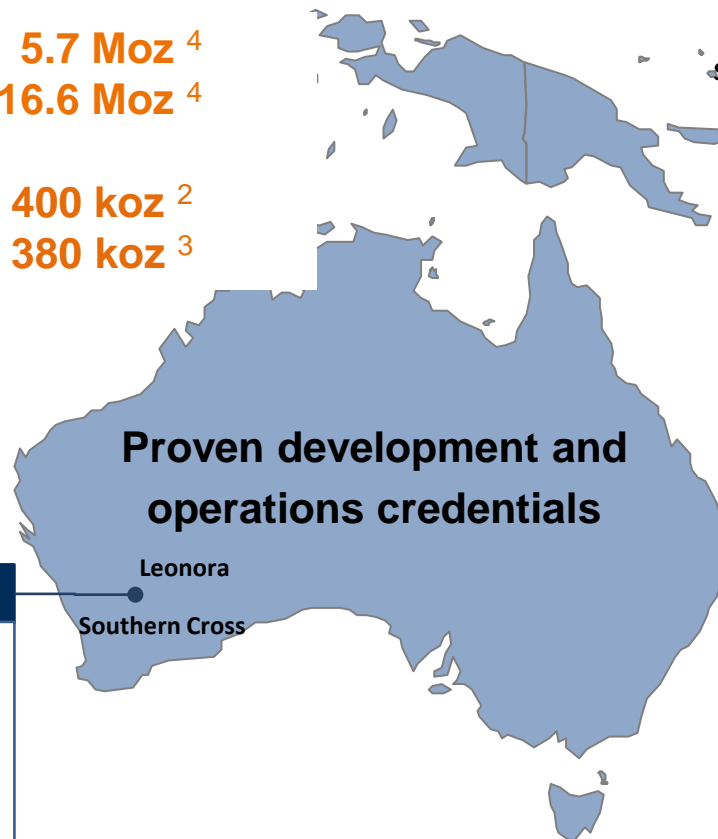 5.7 Moz 4
16.6 Moz 4
400 koz 2
380 koz 3
Proven development and
operations credentials
Leonora
Southern Cross